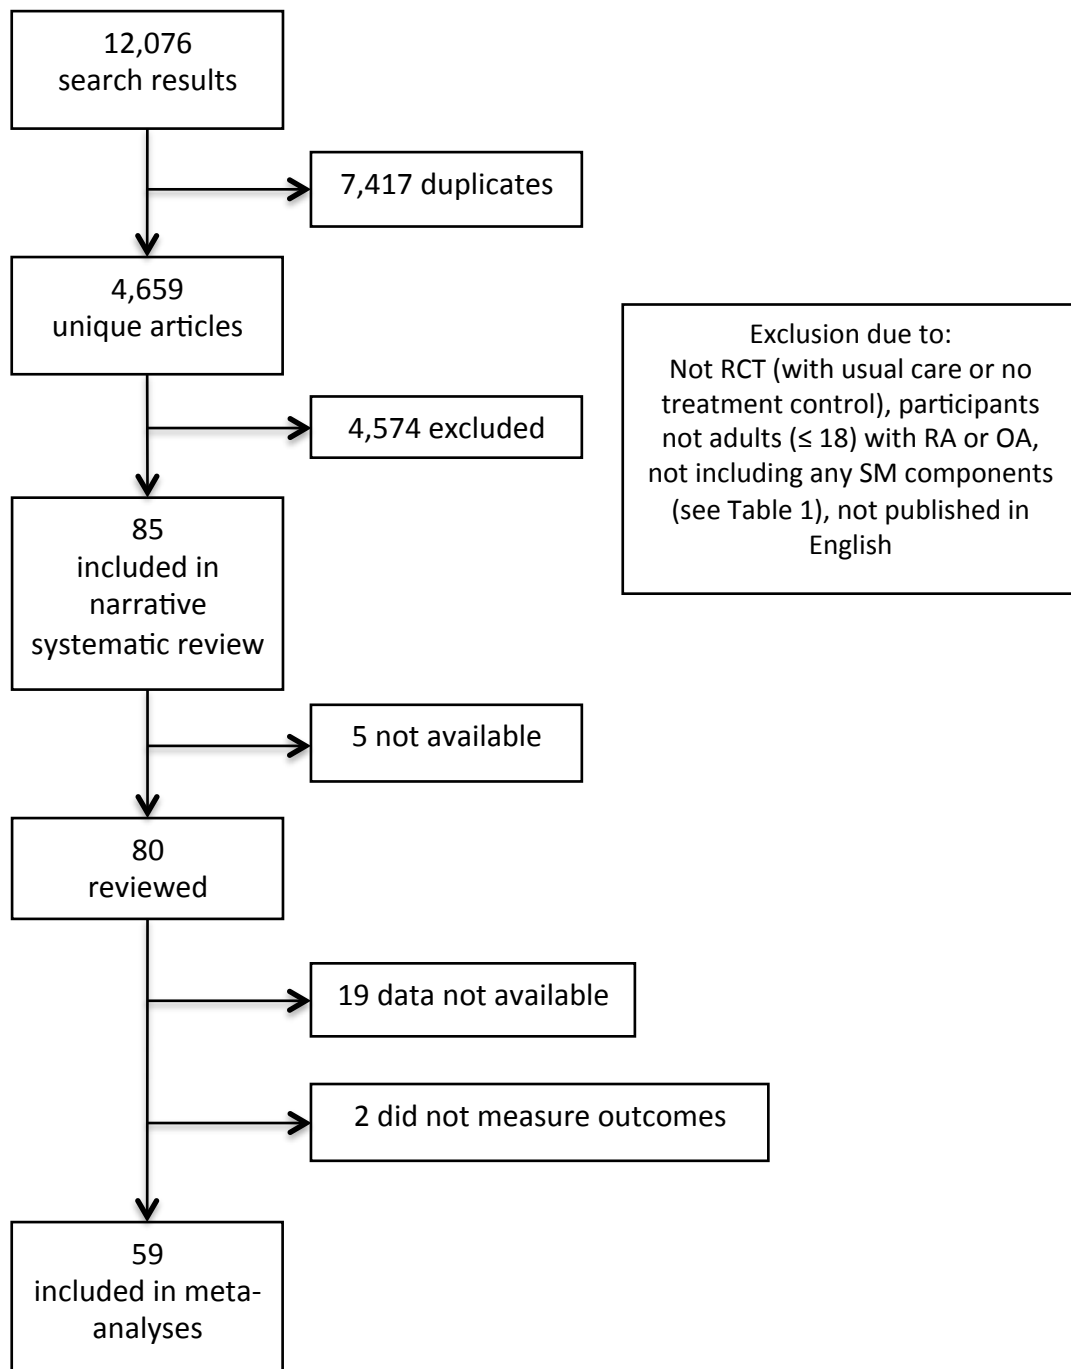 12,076
search results
7,417 duplicates
4,659
unique articles
Exclusion due to:
Not RCT (with usual care or no
treatment control), participants
not adults (≤ 18) with RA or OA,
not including any SM components
(see Table 1), not published in
English
4,574 excluded
85
included in
narrative
systematic review
5 not available
80
reviewed
19 data not available
2 did not measure outcomes
59
included in meta-
analyses